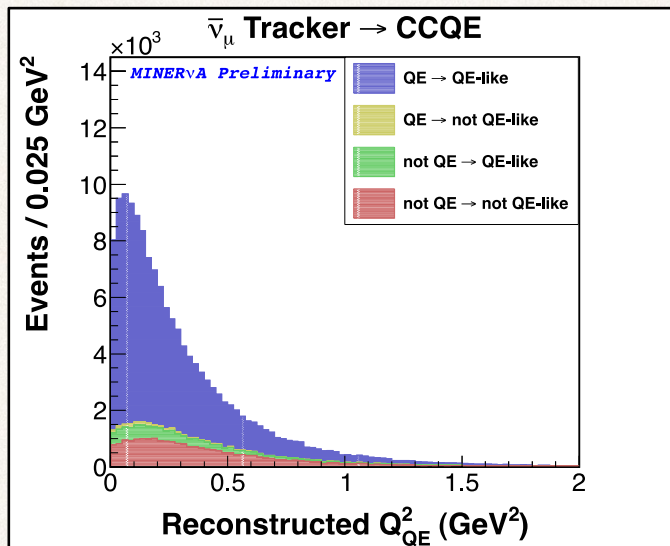 ν̄μ Tracker → CCQE
×10³
MINERνA Preliminary
QE → QE-like
QE → not QE-like
not QE → QE-like
not QE → not QE-like
Events / 0.025 GeV²
14
12
10
8
6
4
2
0
0 0.5 1 1.5 2
Reconstructed Q²QE (GeV²)